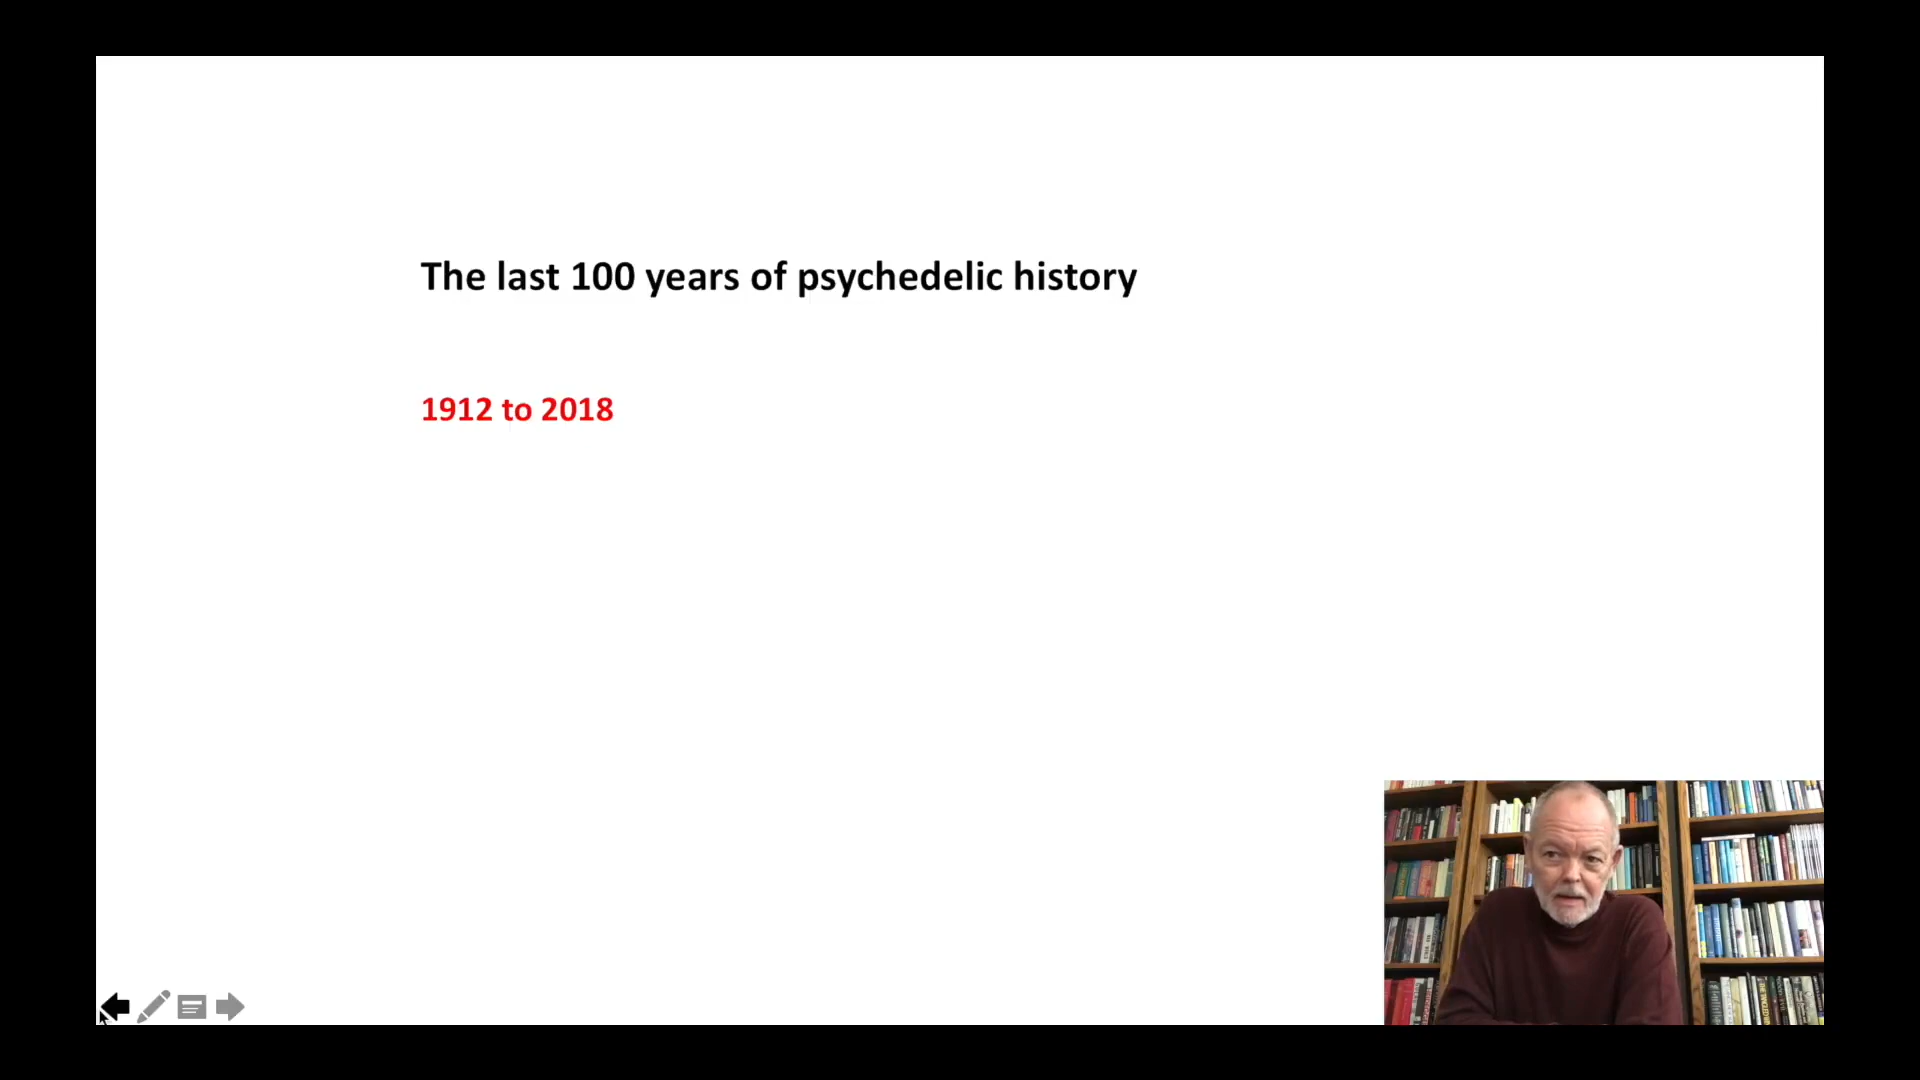 The last 100 years of psychedelic history
1912 to 2018